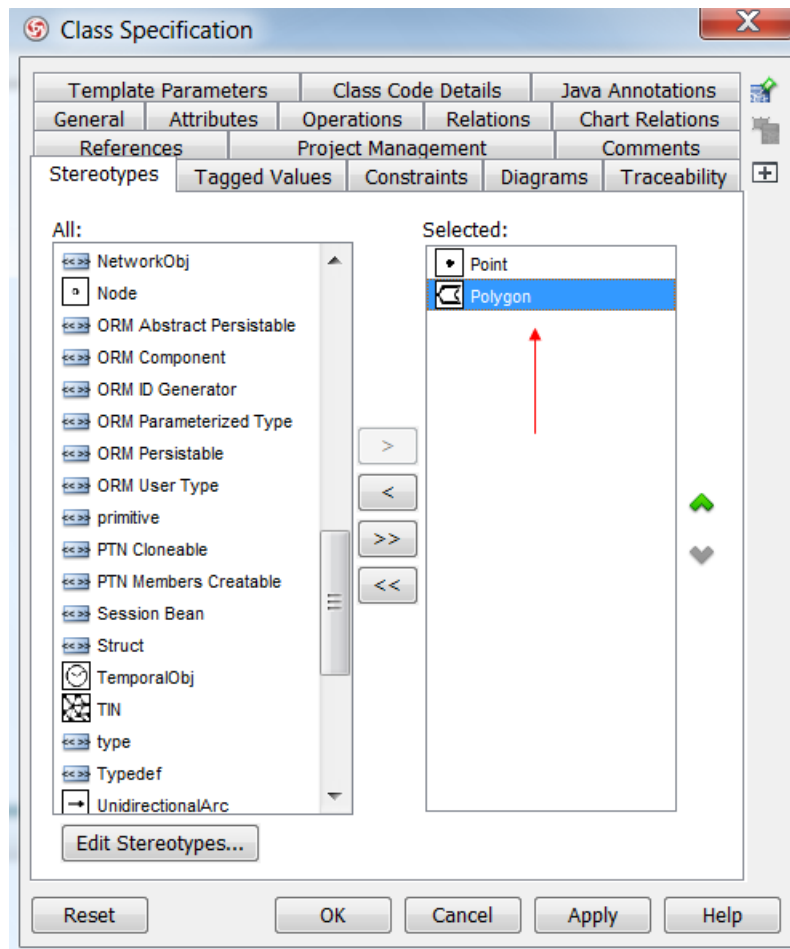 Class Specification
Template Parameters Class Code Details Java Annotations
General Attributes Operations Relations Chart Relations
References Project Management Comments
Stereotypes Tagged Values Constraints Diagrams Traceability
All:
NetworkObj
Node
ORM Abstract Persistable
ORM Component
ORM ID Generator
ORM Parameterized Type
ORM Persistable
ORM User Type
primitive
PTN Cloneable
PTN Members Creatable
Session Bean
Struct
TemporalObj
TIN
type
Typedef
UnidirectionalArc
>
<
>>
<<
Selected:
Point
Polygon
Edit Stereotypes...
Reset OK Cancel Apply Help